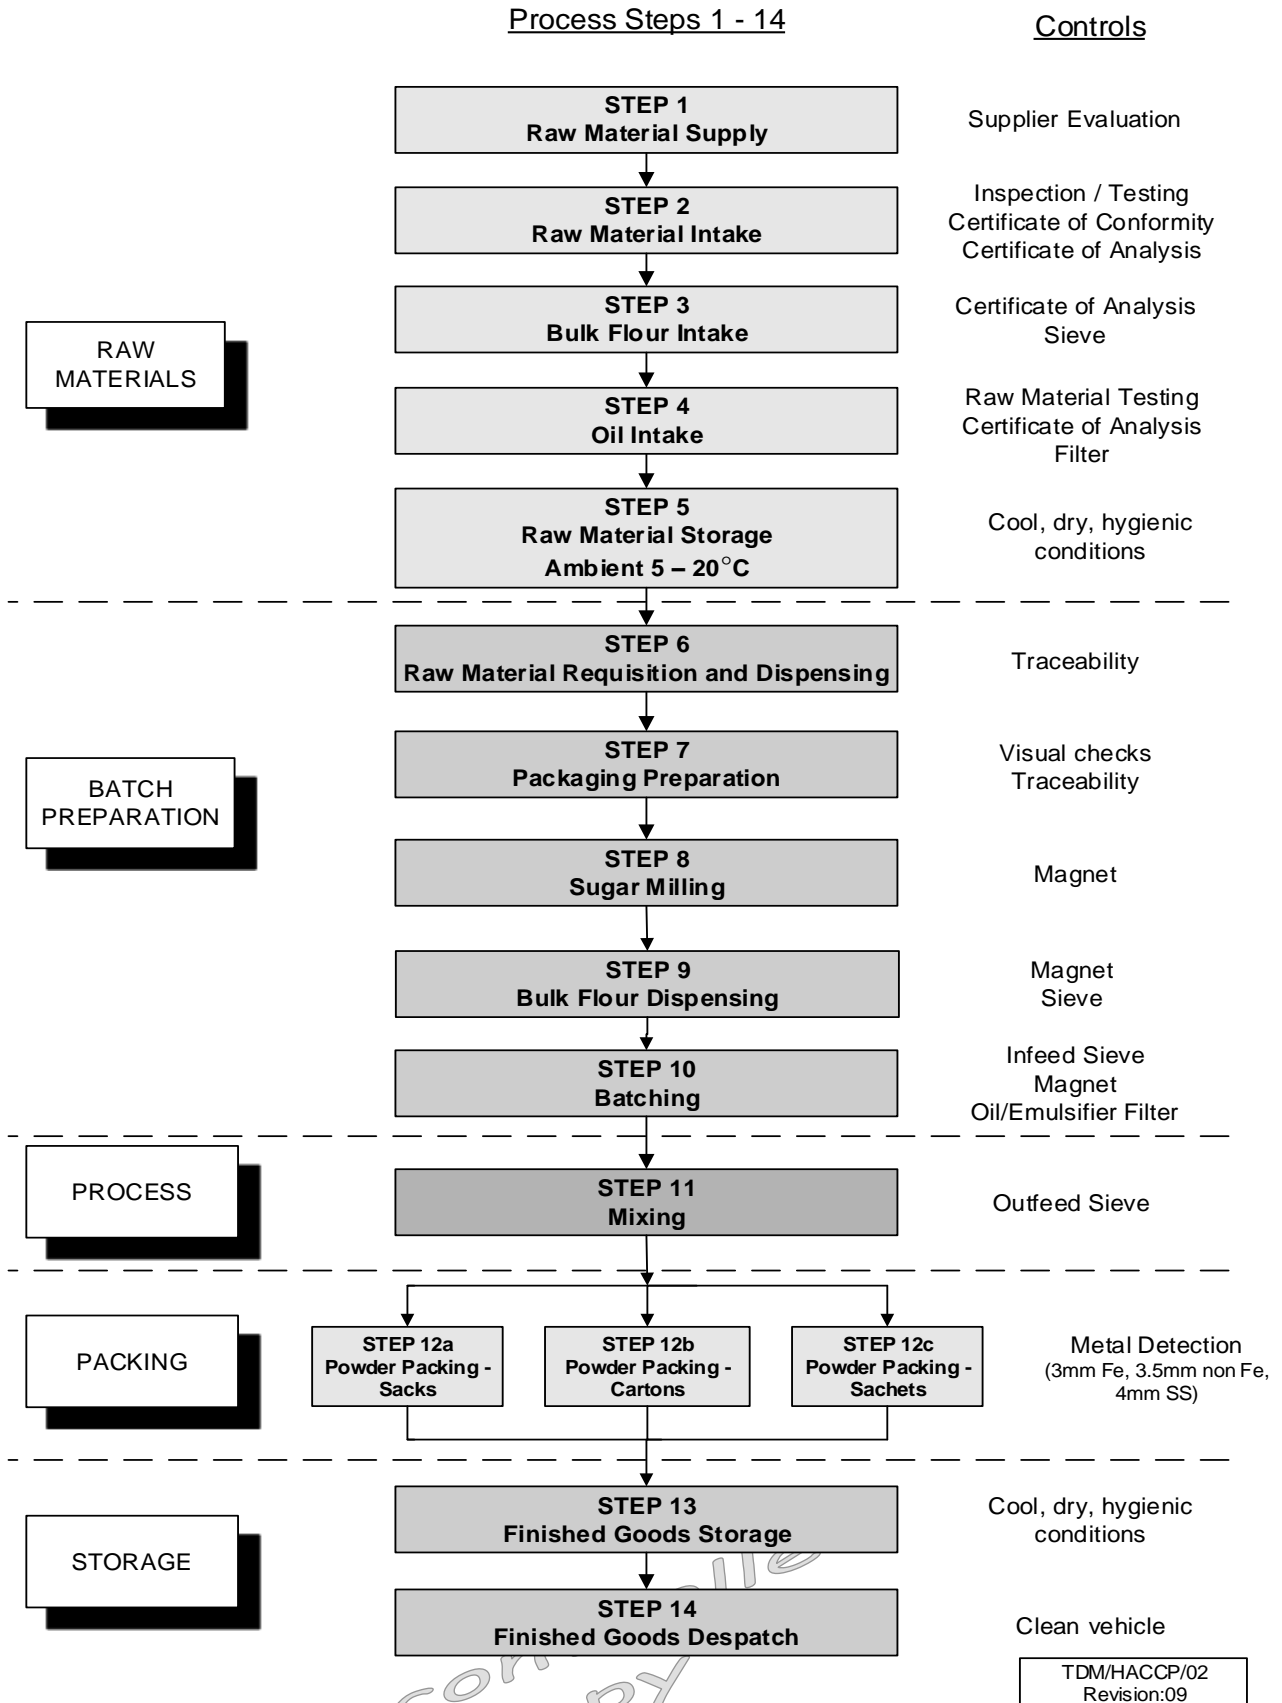 Process Steps 1 - 14
Controls
STEP 1
Raw Material Supply
Supplier Evaluation
STEP 2
Raw Material Intake
Inspection / Testing
Certificate of Conformity
Certificate of Analysis
STEP 3
Bulk Flour Intake
Certificate of Analysis
Sieve
RAW
MATERIALS
STEP 4
Oil Intake
Raw Material Testing
Certificate of Analysis
Filter
STEP 5
Raw Material Storage
Ambient 5 – 20°C
Cool, dry, hygienic
conditions
STEP 6
Raw Material Requisition and Dispensing
Traceability
STEP 7
Packaging Preparation
Visual checks
Traceability
BATCH
PREPARATION
STEP 8
Sugar Milling
Magnet
STEP 9
Bulk Flour Dispensing
Magnet
Sieve
STEP 10
Batching
Infeed Sieve
Magnet
Oil/Emulsifier Filter
PROCESS
STEP 11
Mixing
Outfeed Sieve
PACKING
STEP 12a
Powder Packing -
Sacks
STEP 12b
Powder Packing -
Cartons
STEP 12c
Powder Packing -
Sachets
Metal Detection
(3mm Fe, 3.5mm non Fe,
4mm SS)
STORAGE
STEP 13
Finished Goods Storage
Cool, dry, hygienic
conditions
STEP 14
Finished Goods Despatch
Clean vehicle
TDM/HACCP/02
Revision:09